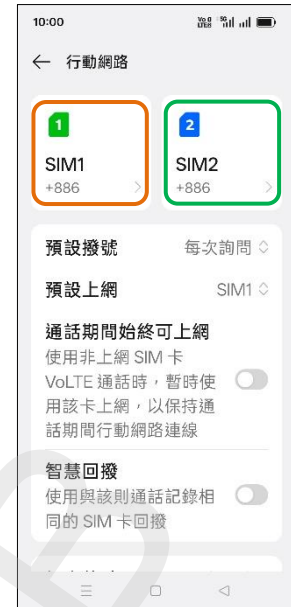 10:00
行動網路
1
2
SIM1
SIM2
+886
+886
預設撥號
每次詢問
預設上網
SIM1
通話期間始終可上網
使用非上網 SIM 卡
VoLTE 通話時，暫時使
用該卡上網，以保持通
話期間行動網路連線
智慧回撥
使用與該則通話記錄相
同的 SIM 卡回撥